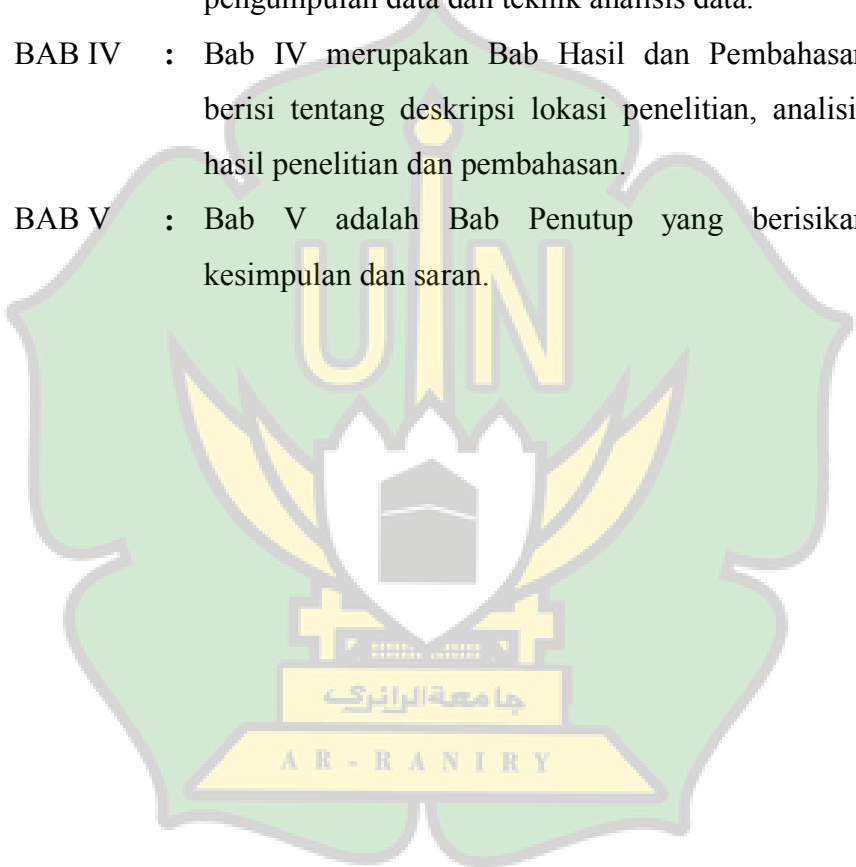 pengumpulan data dan teknik analisis data.
BAB IV : Bab IV merupakan Bab Hasil dan Pembahasan
berisi tentang deskripsi lokasi penelitian, analisi
hasil penelitian dan pembahasan.
BAB V : Bab V adalah Bab Penutup yang berisikan
kesimpulan dan saran.
UIN
جامعة الرانري
AR-RANIRY